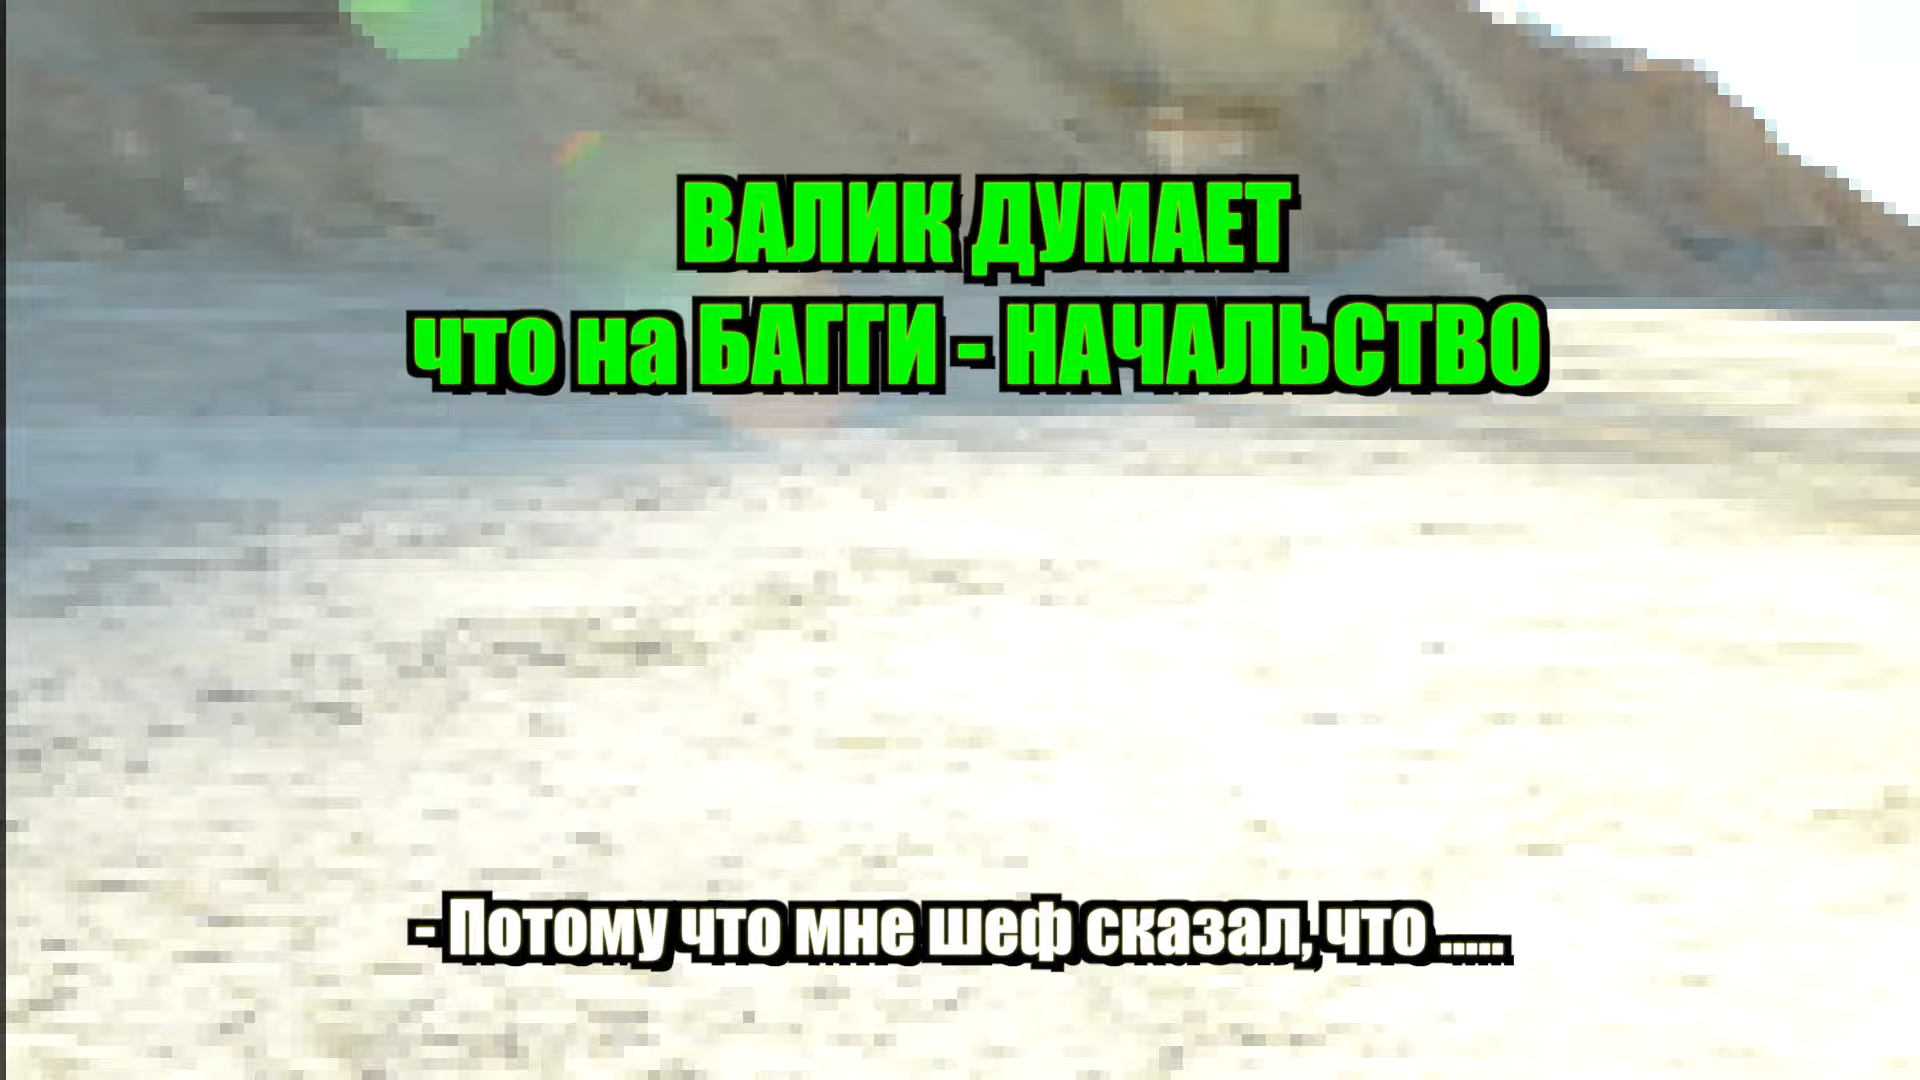 ВАЛИК ДУМАЕТ
что на БАГГИ - НАЧАЛЬСТВО
- Потому что мне шеф сказал, что .....